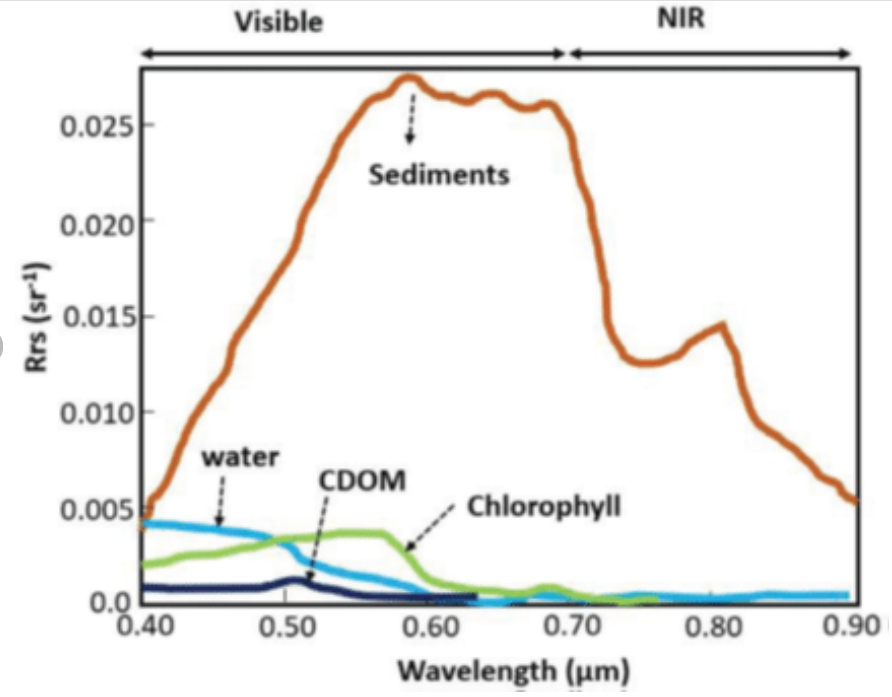 Visible
NIR
0.025
0.020
0.015
0.010
0.005
0.0
Rrs (sr⁻¹)
Sediments
water
CDOM
Chlorophyll
0.40 0.50 0.60 0.70 0.80 0.90
Wavelength (μm)